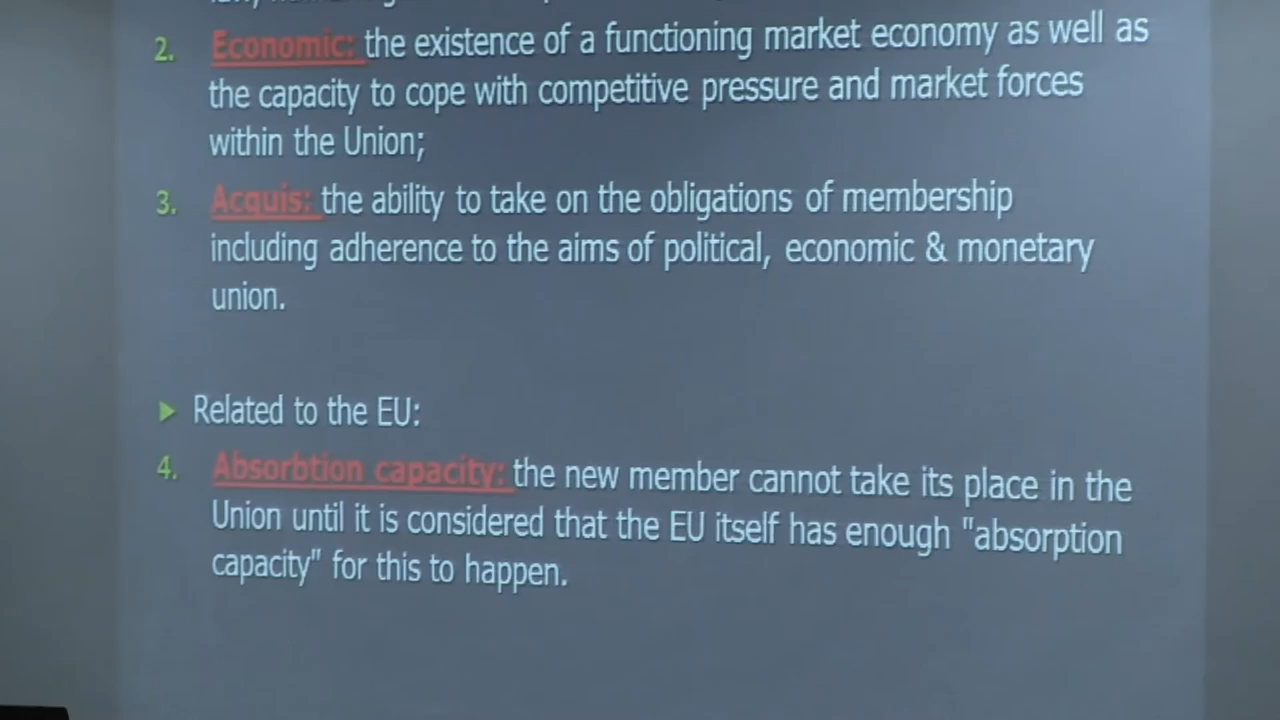 2. Economic: the existence of a functioning market economy as well as
the capacity to cope with competitive pressure and market forces
within the Union;
3. Acquis: the ability to take on the obligations of membership
including adherence to the aims of political, economic & monetary
union.
Related to the EU:
4. Absorbtion capacity: the new member cannot take its place in the
Union until it is considered that the EU itself has enough "absorption
capacity" for this to happen.